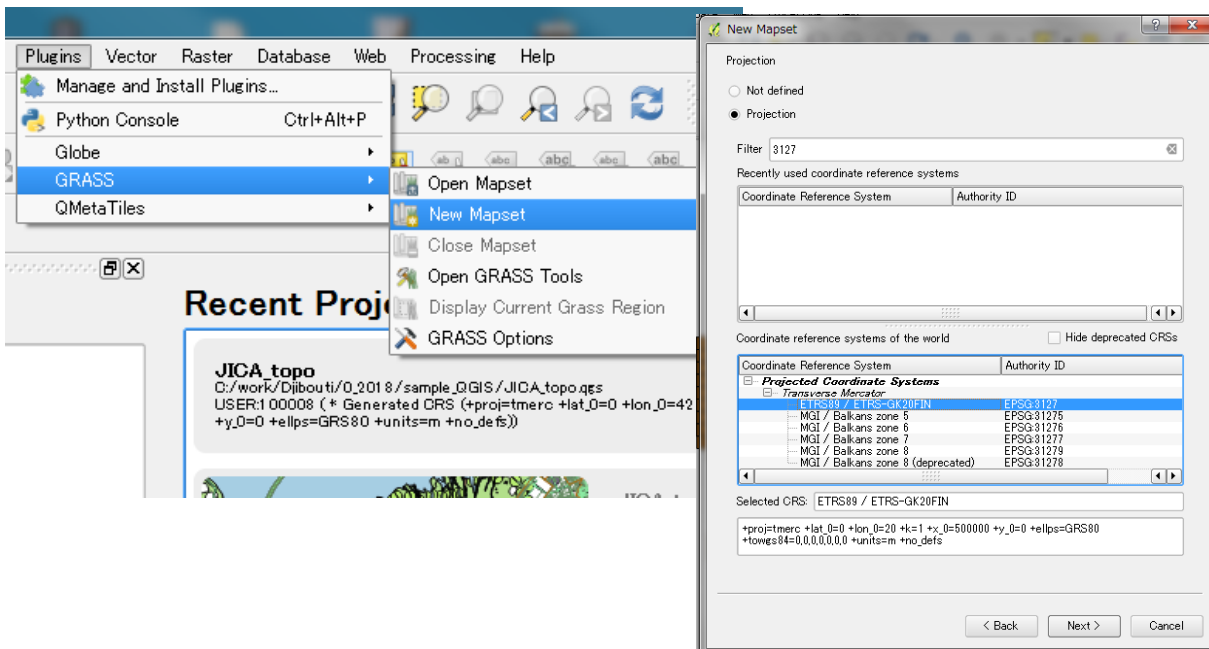 Plugins Vector Raster Database Web Processing Help
Manage and Install Plugins...
Python Console Ctrl+Alt+P
Globe
GRASS
QMetaTiles
Open Mapset
New Mapset
Close Mapset
Open GRASS Tools
Display Current Grass Region
GRASS Options
JICA_topo
C:/work/Djibouti/0_2018/sample_QGIS/JICA_topo.qgs
USER:100008 ( * Generated CRS (+proj=tmerc +lat_0=0 +lon_0=42
+y_0=0 +ellps=GRS80 +units=m +no_defs))
New Mapset
Projection
Not defined
Projection
Filter 3127
Recently used coordinate reference systems
Coordinate Reference System Authority ID
Coordinate reference systems of the world Hide deprecated CRSs
Coordinate Reference System Authority ID
Projected Coordinate Systems
Transverse Mercator
ETRS89 / ETRS-GK20FIN EPSG:3127
MGI / Balkans zone 5 EPSG:31275
MGI / Balkans zone 6 EPSG:31276
MGI / Balkans zone 7 EPSG:31277
MGI / Balkans zone 8 EPSG:31279
MGI / Balkans zone 8 (deprecated) EPSG:31278
Selected CRS: ETRS89 / ETRS-GK20FIN
+proj=tmerc +lat_0=0 +lon_0=20 +k=1 +x_0=500000 +y_0=0 +ellps=GRS80
+towgs84=0,0,0,0,0,0,0 +units=m +no_defs
< Back Next > Cancel
Recent